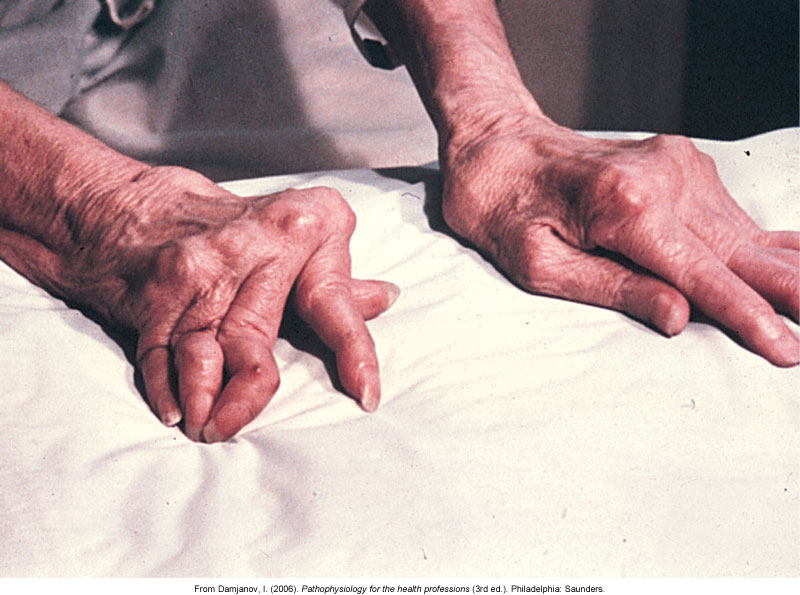 From Damjanov, I. (2006). Pathophysiology for the health professions (3rd ed.). Philadelphia: Saunders.